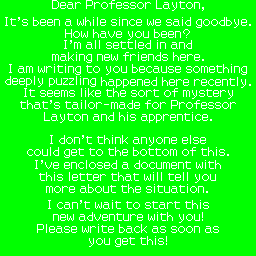 Dear Professor Layton,
It's been a while since we said goodbye.
How have you been?
I'm all settled in and
making new friends here.
I am writing to you because something
deeply puzzling happened here recently.
It seems like the sort of mystery
that's tailor-made for Professor
Layton and his apprentice.
I don't think anyone else
could get to the bottom of this.
I've enclosed a document with
this letter that will tell you
more about the situation.
I can't wait to start this
new adventure with you!
Please write back as soon as
you get this!